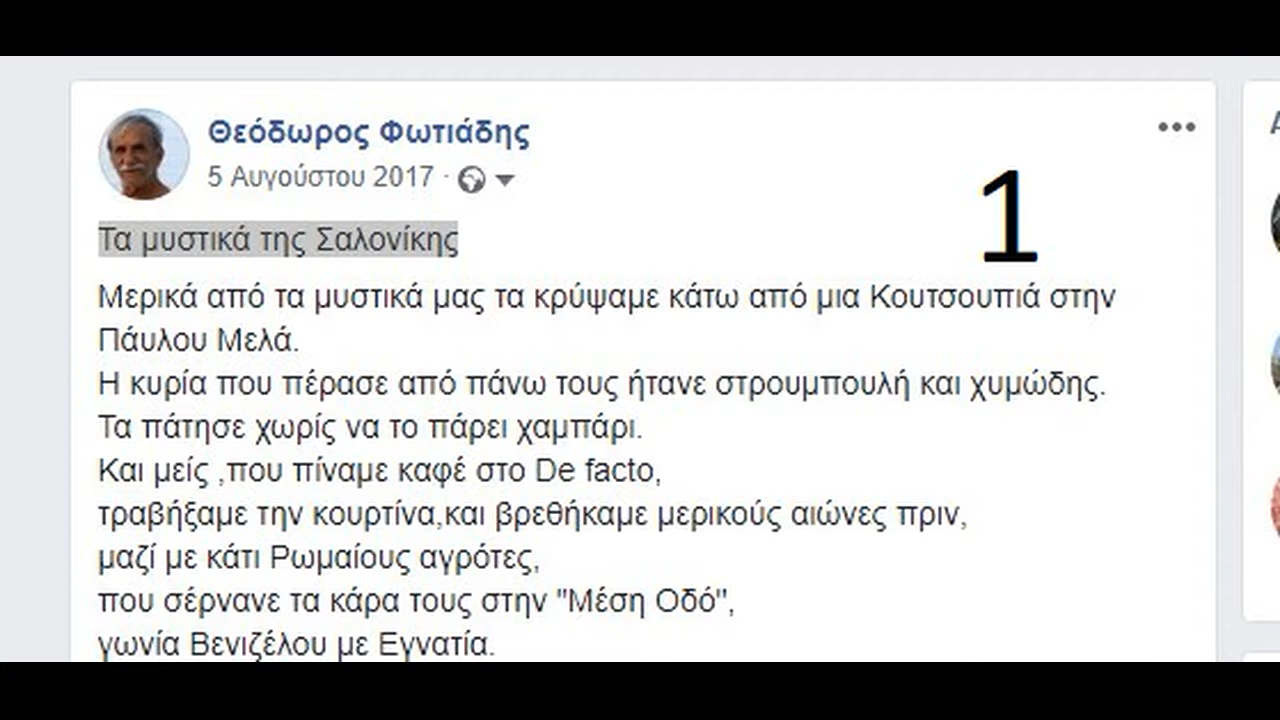 Θεόδωρος Φωτιάδης
5 Αυγούστου 2017 ·
1
Τα μυστικά της Σαλονίκης
Μερικά από τα μυστικά μας τα κρύψαμε κάτω από μια Κουτσουπιά στην
Πάυλου Μελά.
Η κυρία που πέρασε από πάνω τους ήτανε στρουμπουλή και χυμώδης.
Τα πάτησε χωρίς να το πάρει χαμπάρι.
Και μείς ,που πίναμε καφέ στο De facto,
τραβήξαμε την κουρτίνα,και βρεθήκαμε μερικούς αιώνες πριν,
μαζί με κάτι Ρωμαίους αγρότες,
που σέρνανε τα κάρα τους στην "Μέση Οδό",
γωνία Βενιζέλου με Εγνατία.